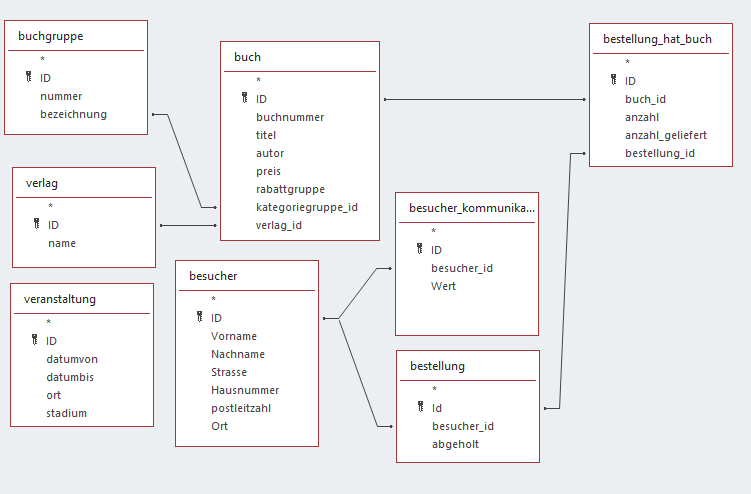 buchgruppe
*
ID
nummer
bezeichnung
buch
*
ID
buchnummer
titel
autor
preis
rabattgruppe
kategoriegruppe_id
verlag_id
bestellung_hat_buch
*
ID
buch_id
anzahl
anzahl_geliefert
bestellung_id
verlag
*
ID
name
besucher_kommunika...
*
ID
besucher_id
Wert
besucher
*
ID
Vorname
Nachname
Strasse
Hausnummer
postleitzahl
Ort
veranstaltung
*
ID
datumvon
datumbis
ort
stadium
bestellung
*
Id
besucher_id
abgeholt